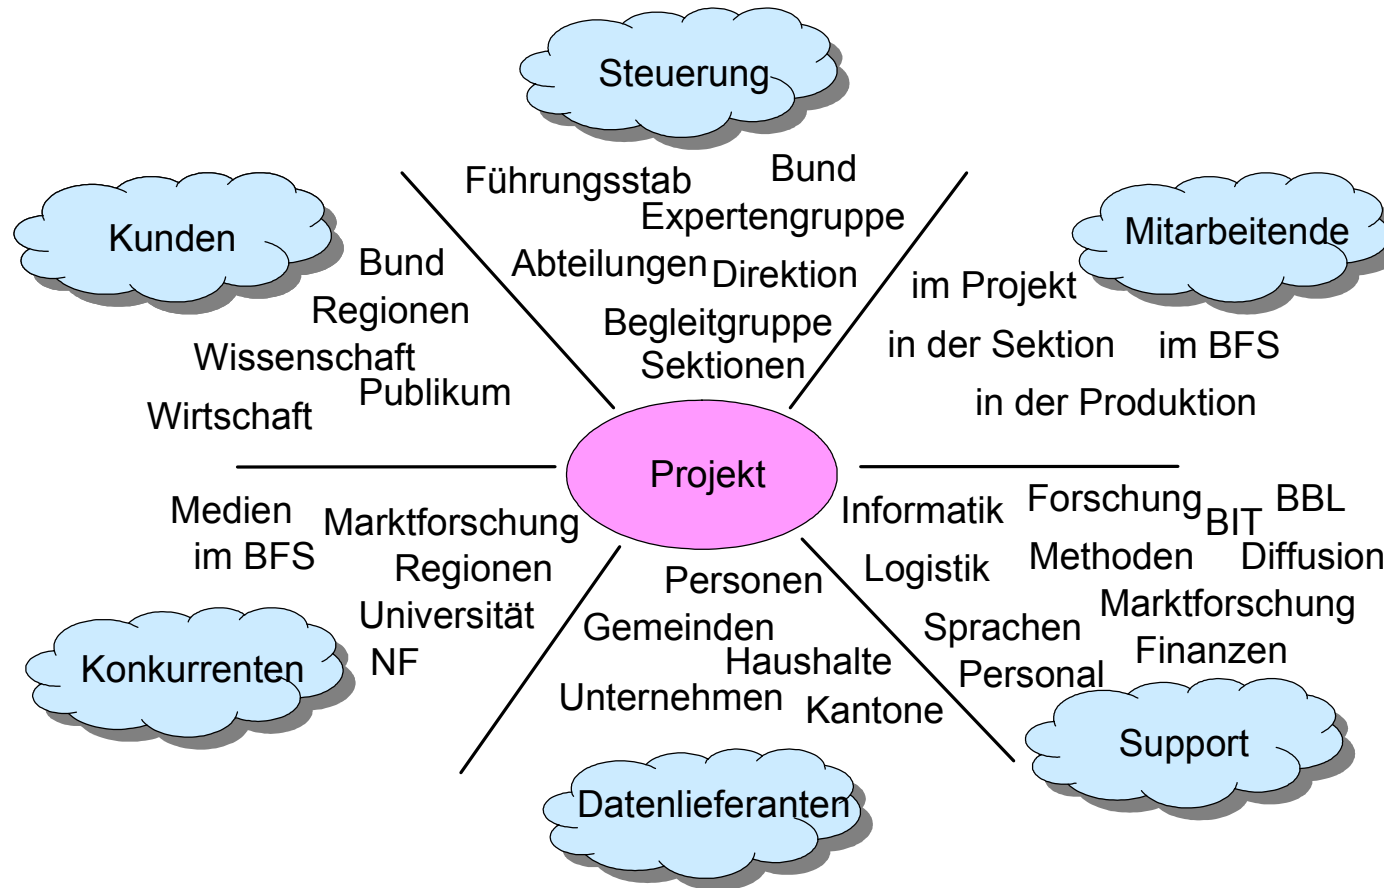 Steuerung
Führungsstab
Bund
Expertengruppe
Abteilungen
Direktion
Begleitgruppe
Sektionen
Kunden
Bund
Regionen
Wissenschaft
Publikum
Wirtschaft
Mitarbeitende
im Projekt
in der Sektion
im BFS
in der Produktion
Projekt
Medien
im BFS
Marktforschung
Regionen
Universität
NF
Konkurrenten
Personen
Gemeinden
Haushalte
Unternehmen
Kantone
Datenlieferanten
Informatik
Forschung
BIT
BBL
Logistik
Methoden
Diffusion
Marktforschung
Sprachen
Finanzen
Personal
Support